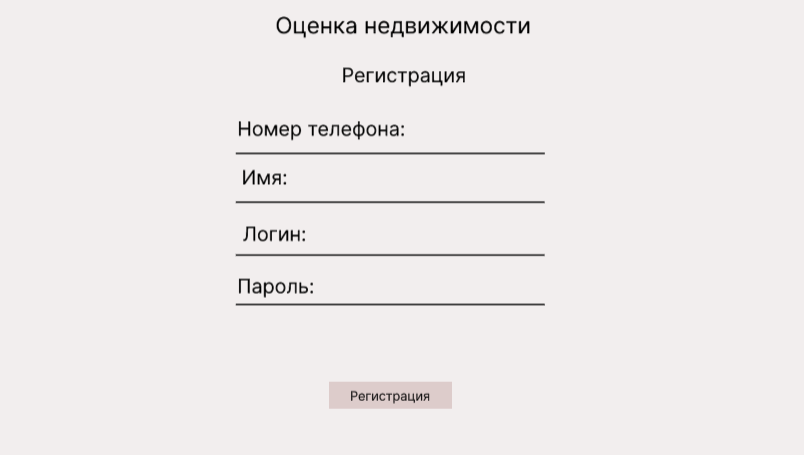 Оценка недвижимости
Регистрация
Номер телефона:
Имя:
Логин:
Пароль:
Регистрация